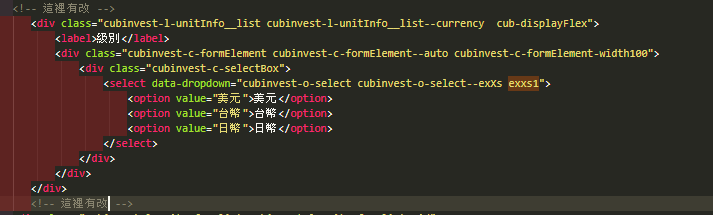 <!-- 這裡有改 -->
<div class="cubinvest-l-unitInfo__list cubinvest-l-unitInfo__list--currency  cub-displayFlex">
<label>級別</label>
<div class="cubinvest-c-formElement cubinvest-c-formElement--auto cubinvest-c-formElement-width100">
<div class="cubinvest-c-selectBox">
<select data-dropdown="cubinvest-o-select cubinvest-o-select--exXs exxs1">
<option value="美元">美元</option>
<option value="台幣">台幣</option>
<option value="日幣">日幣</option>
</select>
</div>
</div>
</div>
<!-- 這裡有改 -->